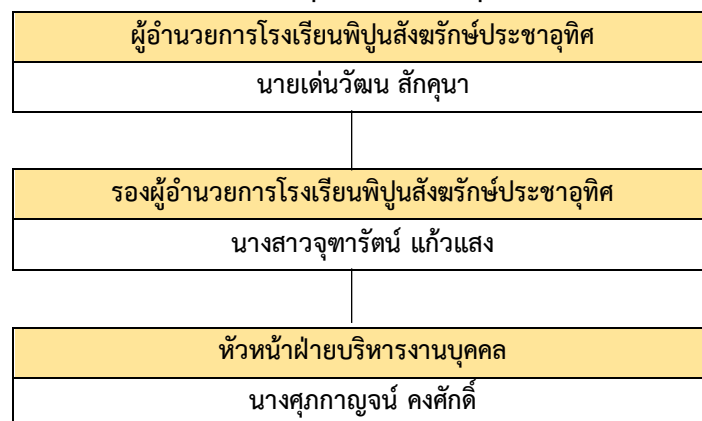 ผู้อำนวยการโรงเรียนพิปูนสังฆรักษ์ประชาอุทิศ
นายเด่นวัฒน สักคุนา
รองผู้อำนวยการโรงเรียนพิปูนสังฆรักษ์ประชาอุทิศ
นางสาวจุฑารัตน์ แก้วแสง
หัวหน้าฝ่ายบริหารงานบุคคล
นางศุภกาญจน์ คงศักดิ์